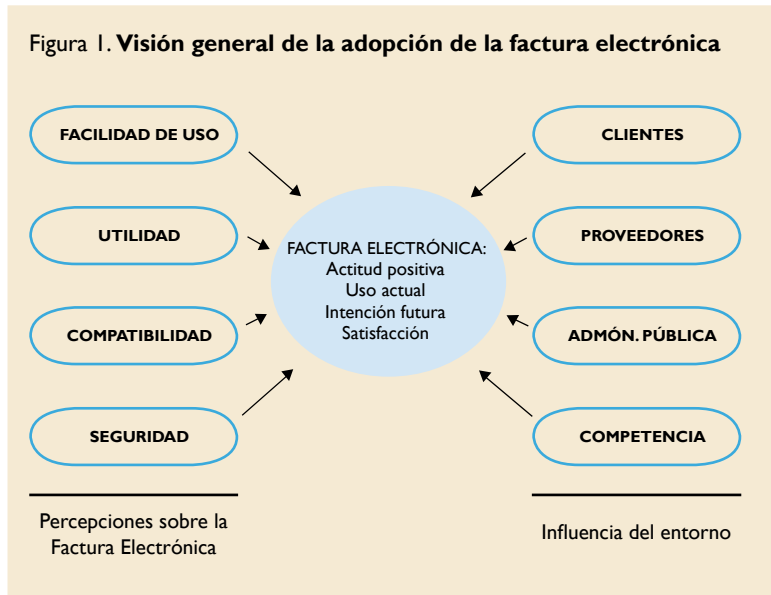 Figura 1. Visión general de la adopción de la factura electrónica
FACILIDAD DE USO
UTILIDAD
COMPATIBILIDAD
SEGURIDAD
Percepciones sobre la
Factura Electrónica
FACTURA ELECTRÓNICA:
Actitud positiva
Uso actual
Intención futura
Satisfacción
CLIENTES
PROVEEDORES
ADMÓN. PÚBLICA
COMPETENCIA
Influencia del entorno